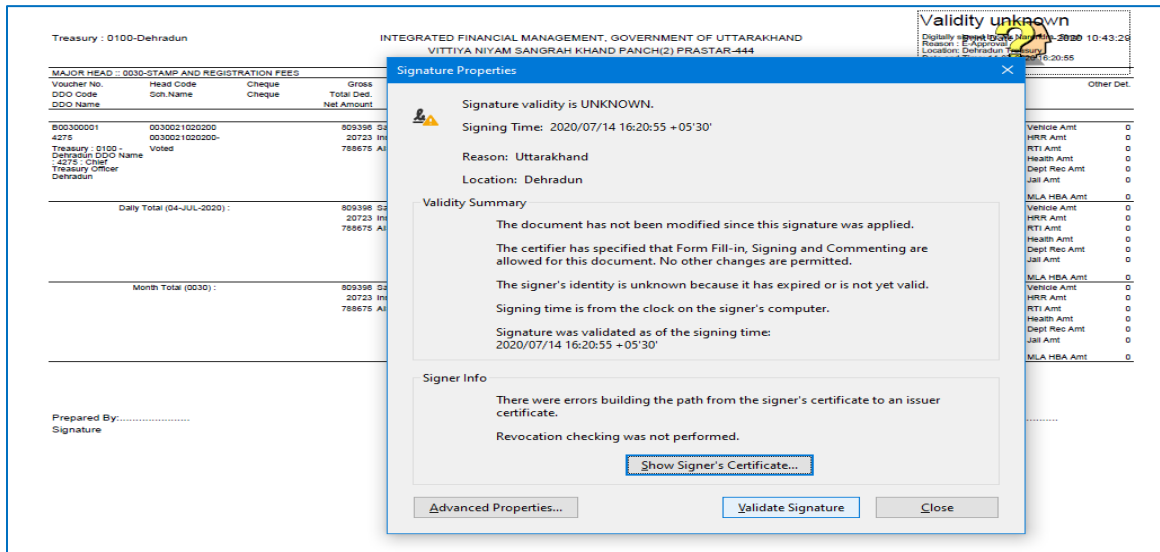 Validity unknown
Treasury : 0100-Dehradun
INTEGRATED FINANCIAL MANAGEMENT, GOVERNMENT OF UTTARAKHAND
VITTIYA NIYAM SANGRAH KHAND PANCH(2) PRASTAR-444
Digitally
2020 10:43:29
Reason : E-Approval
Location: Dehradun
16:20:55
MAJOR HEAD :: 0030-STAMP AND REGISTRATION FEES
Voucher No. Head Code Cheque Gross Other Det.
DDO Code Sch.Name Cheque Total Ded.
DDO Name Net Amount
B00300001 0030021020200 809398 Vehicle Amt 0
4275 0030021020200- 20723 HRR Amt 0
Treasury : 0100 - Voted 788675 RTI Amt 0
Dehradun DDO Name Health Amt 0
: 4275 : Chief Dept Rec Amt 0
Treasury Officer Jail Amt 0
Dehradun
MLA HBA Amt 0
Daily Total (04-JUL-2020) : 809398 Vehicle Amt 0
20723 HRR Amt 0
788675 RTI Amt 0
Health Amt 0
Dept Rec Amt 0
Jail Amt 0
MLA HBA Amt 0
Month Total (0030) : 809398 Vehicle Amt 0
20723 HRR Amt 0
788675 RTI Amt 0
Health Amt 0
Dept Rec Amt 0
Jail Amt 0
MLA HBA Amt 0
Prepared By:......................
Signature
Signature Properties
Signature validity is UNKNOWN.
Signing Time: 2020/07/14 16:20:55 +05'30'
Reason: Uttarakhand
Location: Dehradun
Validity Summary
The document has not been modified since this signature was applied.
The certifier has specified that Form Fill-in, Signing and Commenting are
allowed for this document. No other changes are permitted.
The signer's identity is unknown because it has expired or is not yet valid.
Signing time is from the clock on the signer's computer.
Signature was validated as of the signing time:
2020/07/14 16:20:55 +05'30'
Signer Info
There were errors building the path from the signer's certificate to an issuer
certificate.
Revocation checking was not performed.
Show Signer's Certificate...
Advanced Properties... Validate Signature Close